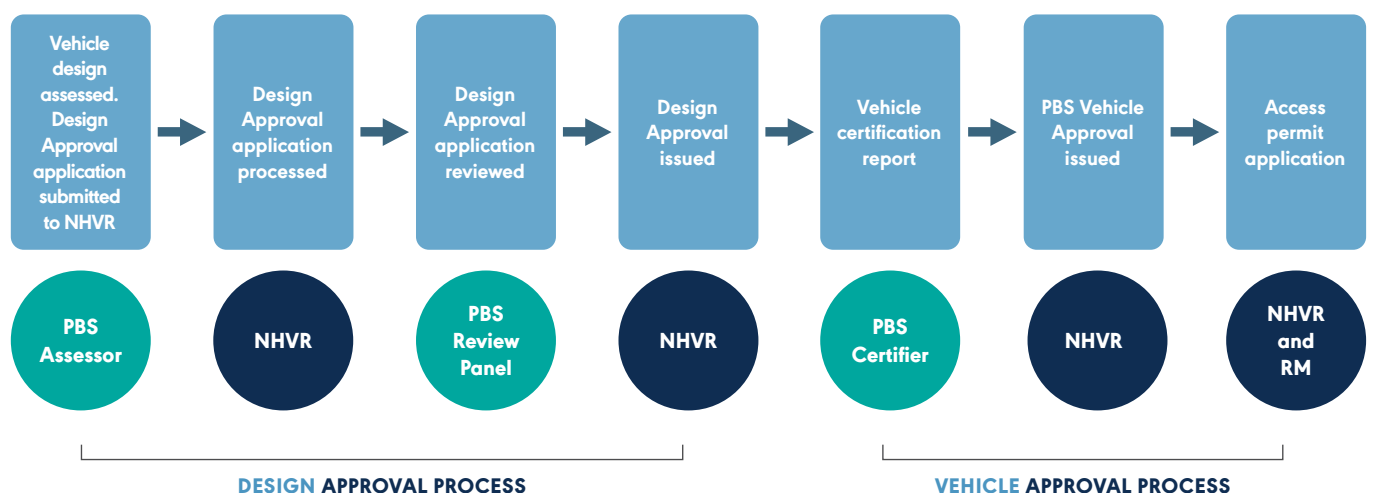 Vehicle
design
assessed.
Design
Approval
application
submitted
to NHVR
Design
Approval
application
processed
Design
Approval
application
reviewed
Design
Approval
issued
Vehicle
certification
report
PBS Vehicle
Approval
issued
Access
permit
application
PBS
Assessor
NHVR
PBS
Review
Panel
NHVR
PBS
Certifier
NHVR
NHVR
and
RM
DESIGN APPROVAL PROCESS
VEHICLE APPROVAL PROCESS